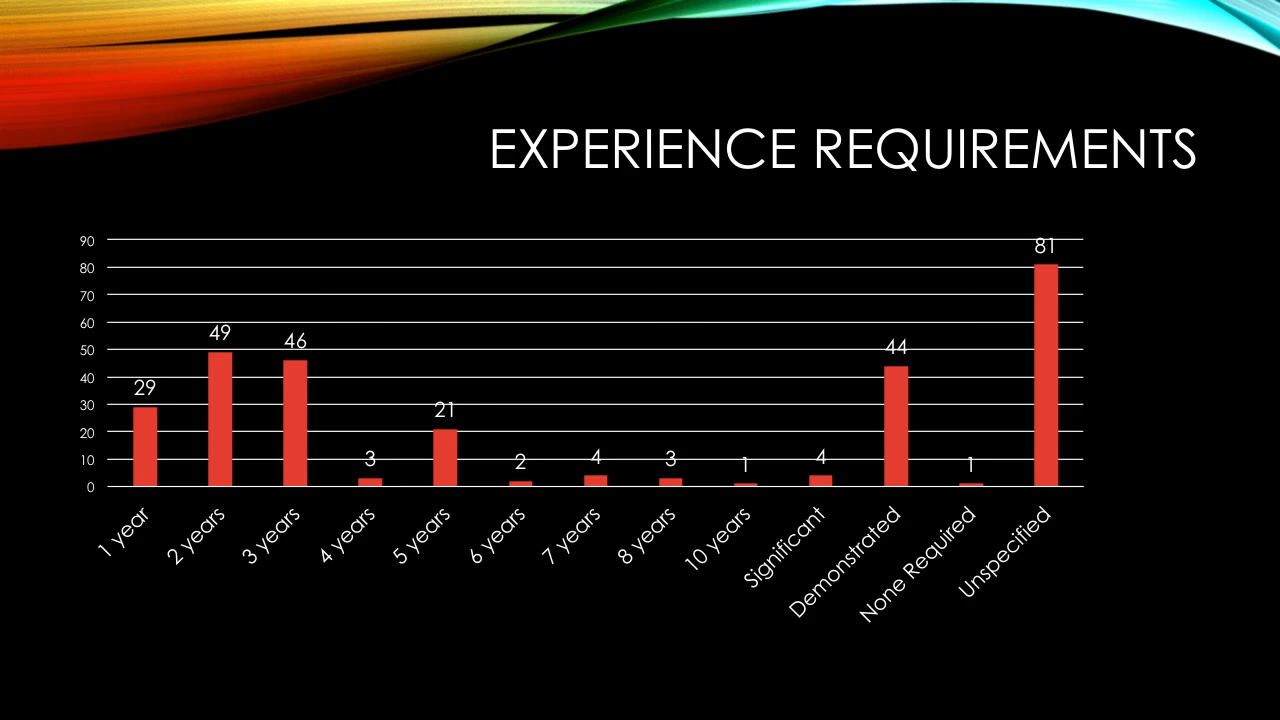 EXPERIENCE REQUIREMENTS
90
80
70
60
50
40
30
20
10
0
29
49
46
3
21
2
4
3
1
4
44
1
81
1 year
2 years
3 years
4 years
5 years
6 years
7 years
8 years
10 years
Significant
Demonstrated
None Required
Unspecified